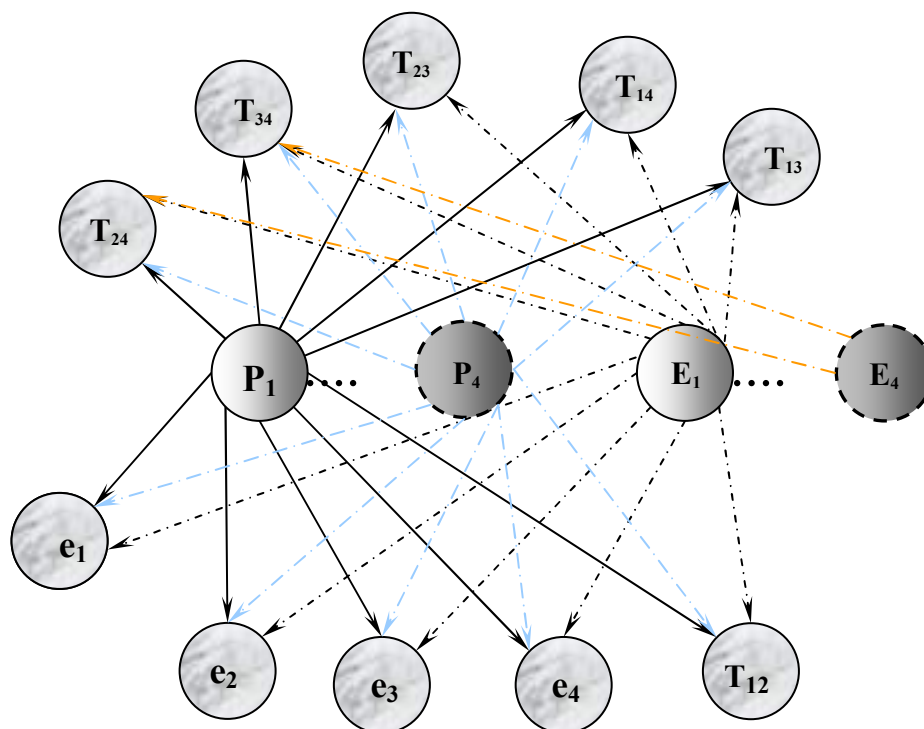 T₂₃
T₁₄
T₃₄
T₁₃
T₂₄
P₁ .... P₄ E₁ .... E₄
e₁
e₂ e₃ e₄ T₁₂